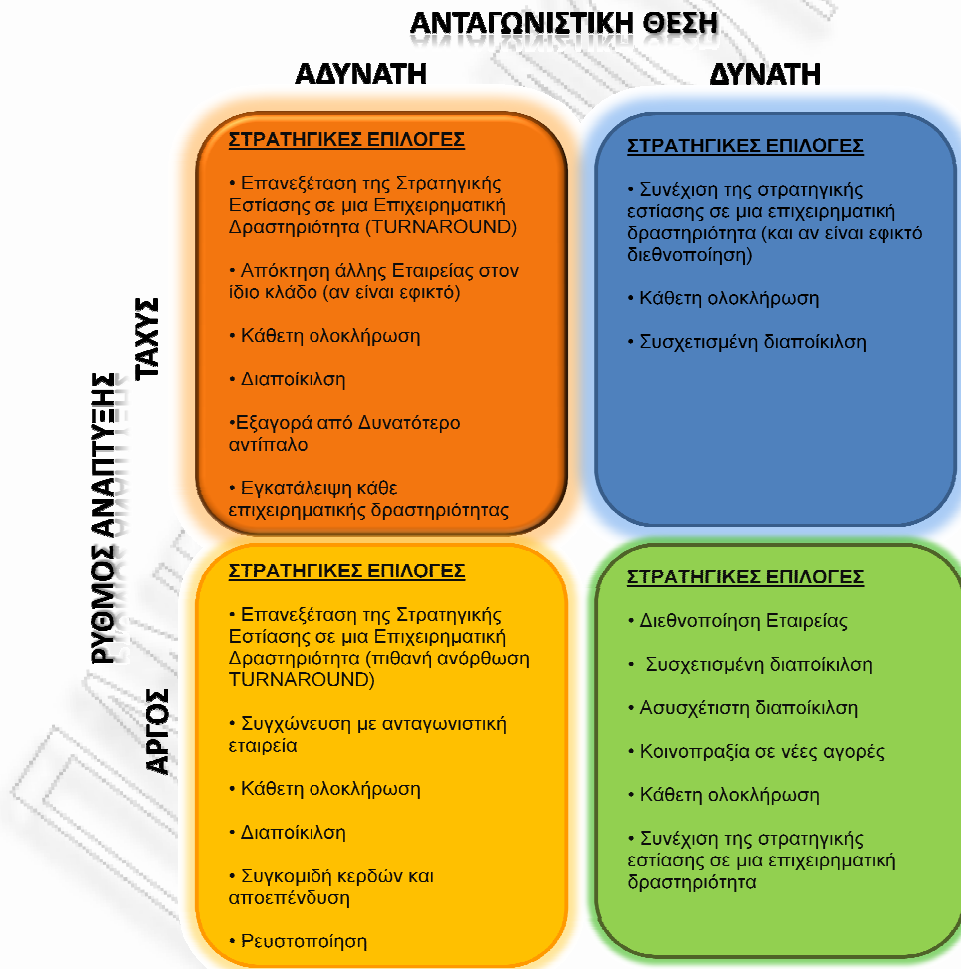 ΑΝΤΑΓΩΝΙΣΤΙΚΗ ΘΕΣΗ
ΑΔΥΝΑΤΗ
ΔΥΝΑΤΗ
ΡΥΘΜΟΣ ΑΝΑΠΤΥΞΗΣ
ΤΑΧΥΣ
ΣΤΡΑΤΗΓΙΚΕΣ ΕΠΙΛΟΓΕΣ
• Επανεξέταση της Στρατηγικής
Εστίασης σε μια Επιχειρηματική
Δραστηριότητα (TURNAROUND)
• Απόκτηση άλλης Εταιρείας στον
ίδιο κλάδο (αν είναι εφικτό)
• Κάθετη ολοκλήρωση
• Διαποίκιλση
•Εξαγορά από Δυνατότερο
αντίπαλο
• Εγκατάλειψη κάθε
επιχειρηματικής δραστηριότητας
ΣΤΡΑΤΗΓΙΚΕΣ ΕΠΙΛΟΓΕΣ
• Συνέχιση της στρατηγικής
εστίασης σε μια επιχειρηματική
δραστηριότητα (και αν είναι εφικτό
διεθνοποίηση)
• Κάθετη ολοκλήρωση
• Συσχετισμένη διαποίκιλση
ΑΡΓΟΣ
ΣΤΡΑΤΗΓΙΚΕΣ ΕΠΙΛΟΓΕΣ
• Επανεξέταση της Στρατηγικής
Εστίασης σε μια Επιχειρηματική
Δραστηριότητα (πιθανή ανόρθωση
TURNAROUND)
• Συγχώνευση με ανταγωνιστική
εταιρεία
• Κάθετη ολοκλήρωση
• Διαποίκιλση
• Συγκομιδή κερδών και
αποεπένδυση
• Ρευστοποίηση
ΣΤΡΑΤΗΓΙΚΕΣ ΕΠΙΛΟΓΕΣ
• Διεθνοποίηση Εταιρείας
• Συσχετισμένη διαποίκιλση
• Ασυσχέτιστη διαποίκιλση
• Κοινοπραξία σε νέες αγορές
• Κάθετη ολοκλήρωση
• Συνέχιση της στρατηγικής
εστίασης σε μια επιχειρηματική
δραστηριότητα